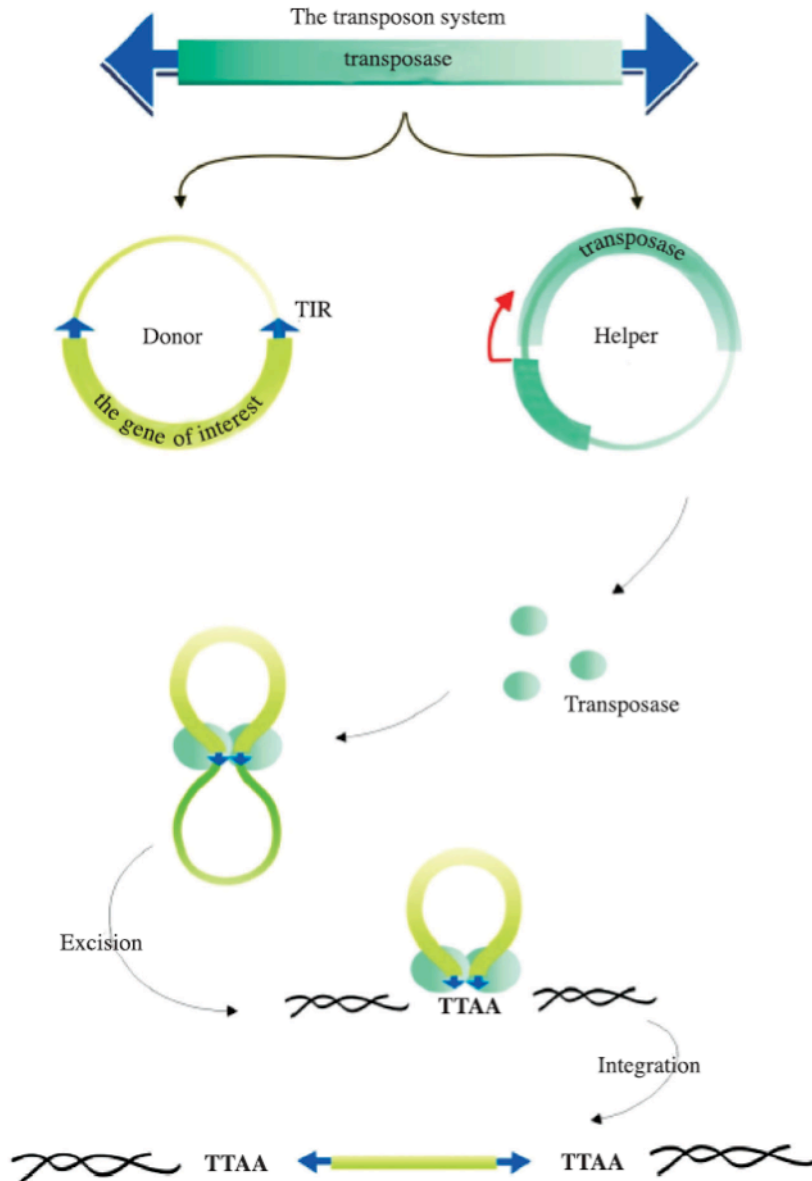 The transposon system
transposase
transposase
TIR
Donor
Helper
the gene of interest
Transposase
Excision
TTAA
Integration
TTAA
TTAA